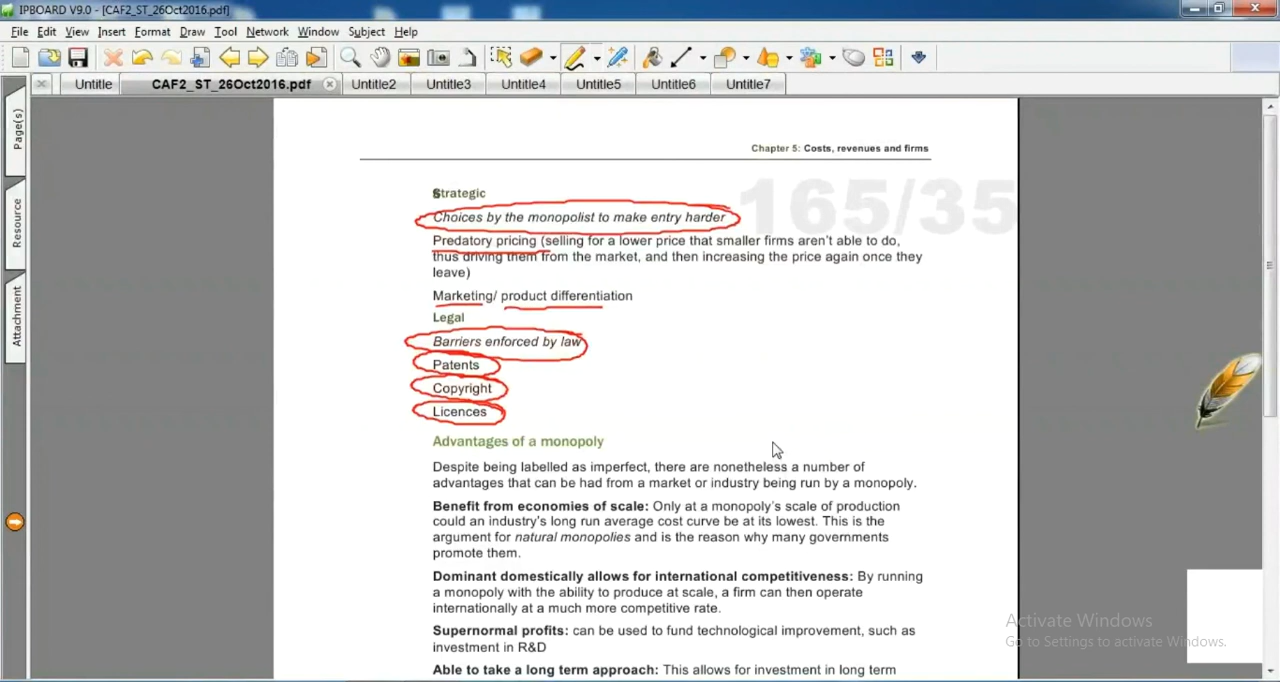 IPBOARD V9.0 - [CAF2_ST_26Oct2016.pdf]
File Edit View Insert Format Draw Tool Network Window Subject Help
Untitle CAF2_ST_26Oct2016.pdf Untitle2 Untitle3 Untitle4 Untitle5 Untitle6 Untitle7
Page(s)
Resource
Attachment
Chapter 5: Costs, revenues and firms
165/35
Strategic
Choices by the monopolist to make entry harder
Predatory pricing (selling for a lower price that smaller firms aren't able to do,
thus driving them from the market, and then increasing the price again once they
leave)
Marketing/ product differentiation
Legal
Barriers enforced by law
Patents
Copyright
Licences
Advantages of a monopoly
Despite being labelled as imperfect, there are nonetheless a number of
advantages that can be had from a market or industry being run by a monopoly.
Benefit from economies of scale: Only at a monopoly's scale of production
could an industry's long run average cost curve be at its lowest. This is the
argument for natural monopolies and is the reason why many governments
promote them.
Dominant domestically allows for international competitiveness: By running
a monopoly with the ability to produce at scale, a firm can then operate
internationally at a much more competitive rate.
Supernormal profits: can be used to fund technological improvement, such as
investment in R&D
Able to take a long term approach: This allows for investment in long term
Activate Windows
Go to Settings to activate Windows.